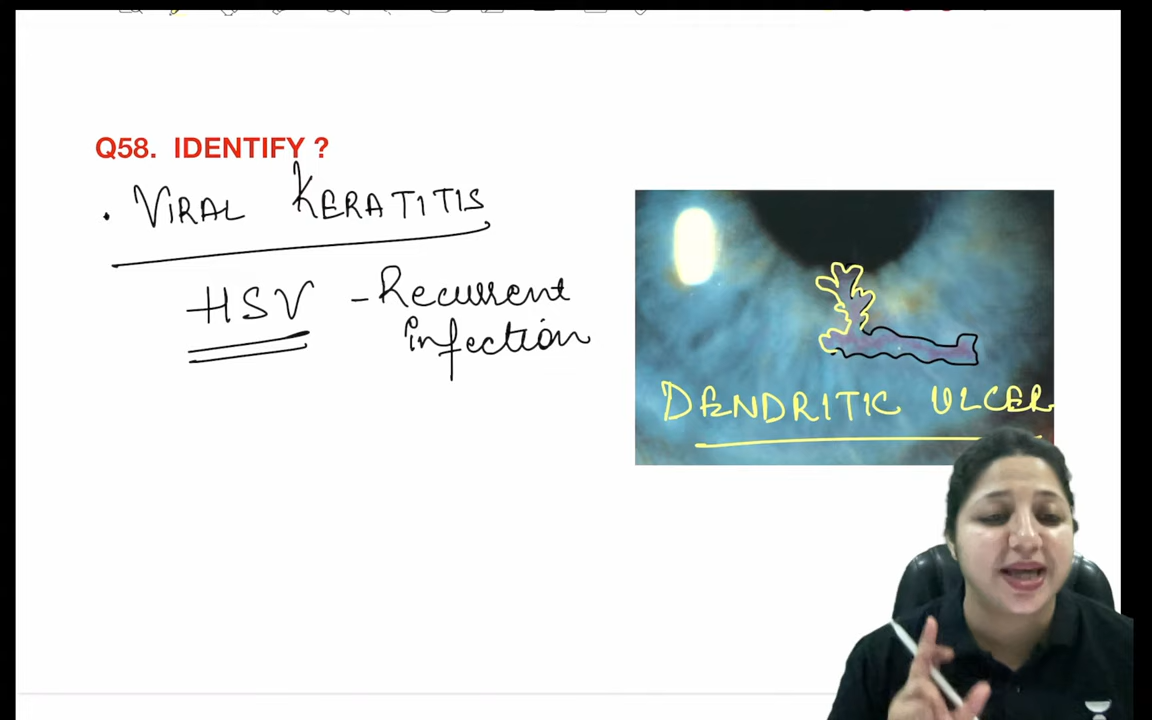 Q58. IDENTIFY ?
. VIRAL KERATITIS
HSV - Recurrent
infection
DENDRITIC ULCER